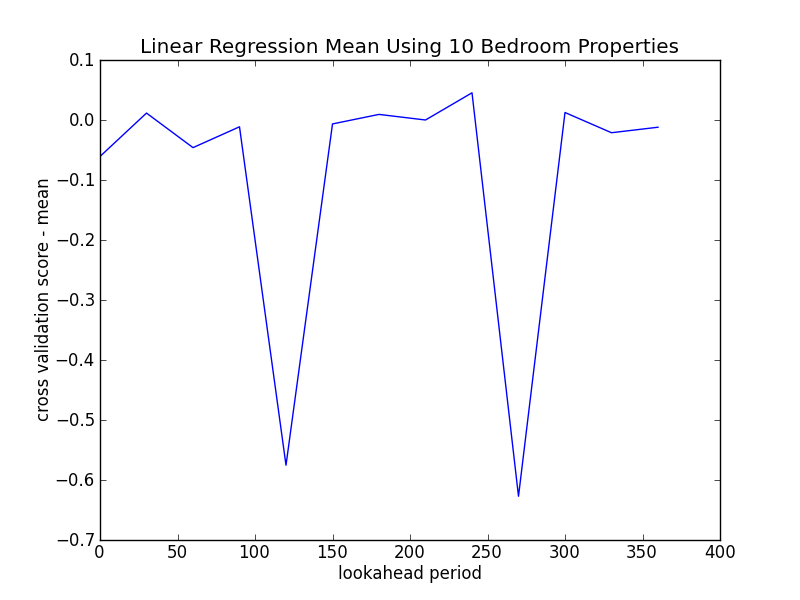 Linear Regression Mean Using 10 Bedroom Properties
0.1
0.0
−0.1
−0.2
−0.3
−0.4
−0.5
−0.6
−0.7
cross validation score - mean
0 50 100 150 200 250 300 350 400
lookahead period